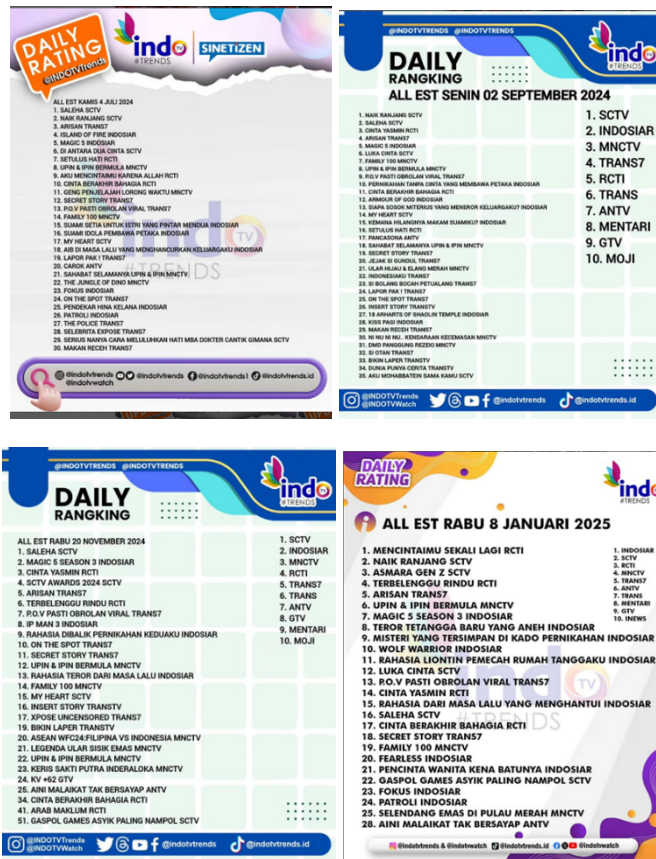 DAILY
RATING
@INDOTVTrends
indo TV
#TRENDS
SINETIZEN
ALL EST KAMIS 4 JULI 2024
1. SALEHA SCTV
2. NAIK RANJANG SCTV
3. ARISAN TRANS7
4. ISLAND OF FIRE INDOSIAR
5. MAGIC 5 INDOSIAR
6. DI ANTARA DUA CINTA SCTV
7. SETULUS HATI RCTI
8. UPIN & IPIN BERMULA MNCTV
9. AKU MENCINTAIMU KARENA ALLAH RCTI
10. CINTA BERAKHIR BAHAGIA RCTI
11. GENG PENJELAJAH LORONG WAKTU MNCTV
12. SECRET STORY TRANS7
13. P.O.V PASTI OBROLAN VIRAL TRANS7
14. FAMILY 100 MNCTV
15. SUAMI SETIA UNTUK ISTRI YANG PINTAR MENDUA INDOSIAR
16. SUAMI IDOLA PEMBAWA PETAKA INDOSIAR
17. MY HEART SCTV
18. AIB DI MASA LALU YANG MENGHANCURKAN KELUARGAKU INDOSIAR
19. LAPOR PAK ! TRANS7
20. CAROK ANTV
21. SAHABAT SELAMANYA UPIN & IPIN MNCTV
22. THE JUNGLE OF DINO MNCTV
23. FOKUS INDOSIAR
24. ON THE SPOT TRANS7
25. PENDEKAR HINA KELANA INDOSIAR
26. PATROLI INDOSIAR
27. THE POLICE TRANS7
28. SELEBRITA EXPOSE TRANS7
29. SERIUS NANYA CARA MELULUHKAN HATI MBA DOKTER CANTIK GIMANA SCTV
30. MAKAN RECEH TRANS7
indo TV
#TRENDS
@indotvtrends @indotvtrends @indotvtrends1 @indotvtrends.id
@indotvwatch
@INDOTVTRENDS @INDOTVTRENDS
indo
#TRENDS
DAILY
RANGKING
ALL EST SENIN 02 SEPTEMBER 2024
1. NAIK RANJANG SCTV
2. SALEHA SCTV
3. CINTA YASMIN RCTI
4. ARISAN TRANS7
5. MAGIC 5 INDOSIAR
6. LUKA CINTA SCTV
7. FAMILY 100 MNCTV
8. UPIN & IPIN BERMULA MNCTV
9. P.O.V PASTI OBROLAN VIRAL TRANS7
10. PERNIKAHAN TANPA CINTA YANG MEMBAWA PETAKA INDOSIAR
11. CINTA BERAKHIR BAHAGIA RCTI
12. ARMOUR OF GOD INDOSIAR
13. SIAPA SOSOK MITERIUS YANG MENEROR KELUARGAKU? INDOSIAR
14. MY HEART SCTV
15. KEMANA HILANGNYA MAKAM SUAMIKU? INDOSIAR
16. SETULUS HATI RCTI
17. PANCASONA ANTV
18. SAHABAT SELAMANYA UPIN & IPIN MNCTV
19. SECRET STORY TRANS7
20. JEJAK SI GUNDUL TRANS7
21. ULAR HIJAU & ELANG MERAH MNCTV
22. INDONESIAKU TRANS7
23. SI BOLANG BOCAH PETUALANG TRANS7
24. LAPOR PAK ! TRANS7
25. ON THE SPOT TRANS7
26. INSERT STORY TRANSTV
27. 18 ARHARTS OF SHAOLIN TEMPLE INDOSIAR
28. KISS PAGI INDOSIAR
29. MAKAN RECEH TRANS7
30. NI NU NI NU.. KENDARAAN KECEMASAN MNCTV
31. DMD PANGGUNG REZEKI MNCTV
32. SI OTAN TRANS7
33. BIKIN LAPER TRANSTV
34. DUNIA PUNYA CERITA TRANSTV
35. AKU MOHABBATEIN SAMA KAMU SCTV
1. SCTV
2. INDOSIAR
3. MNCTV
4. TRANS7
5. RCTI
6. TRANS
7. ANTV
8. MENTARI
9. GTV
10. MOJI
@INDOTVTrends
@INDOTVWatch
@indotvtrends
@indotvtrends.id
@INDOTVTRENDS @INDOTVTRENDS
indo
#TRENDS
DAILY
RANGKING
ALL EST RABU 20 NOVEMBER 2024
1. SALEHA SCTV
2. MAGIC 5 SEASON 3 INDOSIAR
3. CINTA YASMIN RCTI
4. SCTV AWARDS 2024 SCTV
5. ARISAN TRANS7
6. TERBELENGGU RINDU RCTI
7. P.O.V PASTI OBROLAN VIRAL TRANS7
8. IP MAN 3 INDOSIAR
9. RAHASIA DIBALIK PERNIKAHAN KEDUAKU INDOSIAR
10. ON THE SPOT TRANS7
11. SECRET STORY TRANS7
12. UPIN & IPIN BERMULA MNCTV
13. RAHASIA TEROR DARI MASA LALU INDOSIAR
14. FAMILY 100 MNCTV
15. MY HEART SCTV
16. INSERT STORY TRANSTV
17. XPOSE UNCENSORED TRANS7
19. BIKIN LAPER TRANSTV
20. ASEAN WFC24:FILIPINA VS INDONESIA MNCTV
21. LEGENDA ULAR SISIK EMAS MNCTV
22. UPIN & IPIN BERMULA MNCTV
23. KERIS SAKTI PUTRA INDERALOKA MNCTV
24. KV +62 GTV
25. AINI MALAIKAT TAK BERSAYAP ANTV
34. CINTA BERAKHIR BAHAGIA RCTI
41. ARAB MAKLUM RCTI
51. GASPOL GAMES ASYIK PALING NAMPOL SCTV
1. SCTV
2. INDOSIAR
3. MNCTV
4. RCTI
5. TRANS7
6. TRANS
7. ANTV
8. GTV
9. MENTARI
10. MOJI
@INDOTVTrends
@INDOTVWatch
@indotvtrends
@indotvtrends.id
DAILY
RATING
indo
#TRENDS
ALL EST RABU 8 JANUARI 2025
1. MENCINTAIMU SEKALI LAGI RCTI
2. NAIK RANJANG SCTV
3. ASMARA GEN Z SCTV
4. TERBELENGGU RINDU RCTI
5. ARISAN TRANS7
6. UPIN & IPIN BERMULA MNCTV
7. MAGIC 5 SEASON 3 INDOSIAR
8. TEROR TETANGGA BARU YANG ANEH INDOSIAR
9. MISTERI YANG TERSIMPAN DI KADO PERNIKAHAN INDOSIAR
10. WOLF WARRIOR INDOSIAR
11. RAHASIA LIONTIN PEMECAH RUMAH TANGGAKU INDOSIAR
12. LUKA CINTA SCTV
13. P.O.V PASTI OBROLAN VIRAL TRANS7
14. CINTA YASMIN RCTI
15. RAHASIA DARI MASA LALU YANG MENGHANTUI INDOSIAR
16. SALEHA SCTV
17. CINTA BERAKHIR BAHAGIA RCTI
18. SECRET STORY TRANS7
19. FAMILY 100 MNCTV
20. FEARLESS INDOSIAR
21. PENCINTA WANITA KENA BATUNYA INDOSIAR
22. GASPOL GAMES ASYIK PALING NAMPOL SCTV
23. FOKUS INDOSIAR
24. PATROLI INDOSIAR
25. SELENDANG EMAS DI PULAU MERAH MNCTV
28. AINI MALAIKAT TAK BERSAYAP ANTV
1. INDOSIAR
2. SCTV
3. RCTI
4. MNCTV
5. TRANS7
6. ANTV
7. TRANS
8. MENTARI
9. GTV
10. INEWS
indo TV
#TRENDS
@indotvtrends & @indotvwatch @indotvtrends.id @indotvwatch